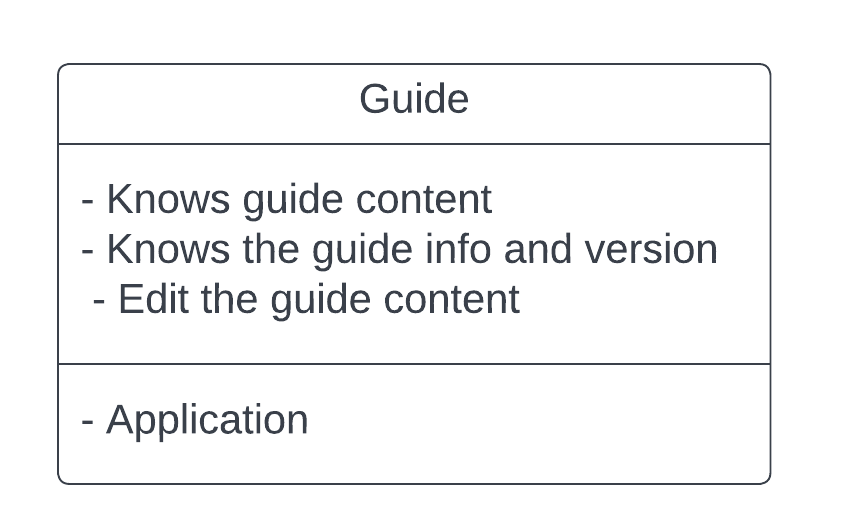 Guide
- Knows guide content
- Knows the guide info and version
- Edit the guide content
- Application